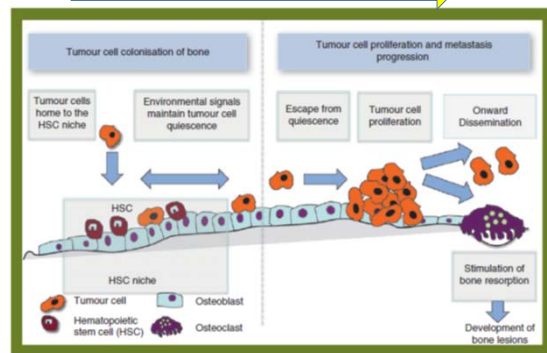 Tumour cell colonisation of bone
Tumour cell proliferation and metastasis
progression
Tumour cells
home to the
HSC niche
Environmental signals
maintain tumour cell
quiescence
Escape from
quiescence
Tumour cell
proliferation
Onward
Dissemination
HSC
HSC niche
Tumour cell
Osteoblast
Hematopoietic
stem cell (HSC)
Osteoclast
Stimulation of
bone resorption
Development of
bone lesions